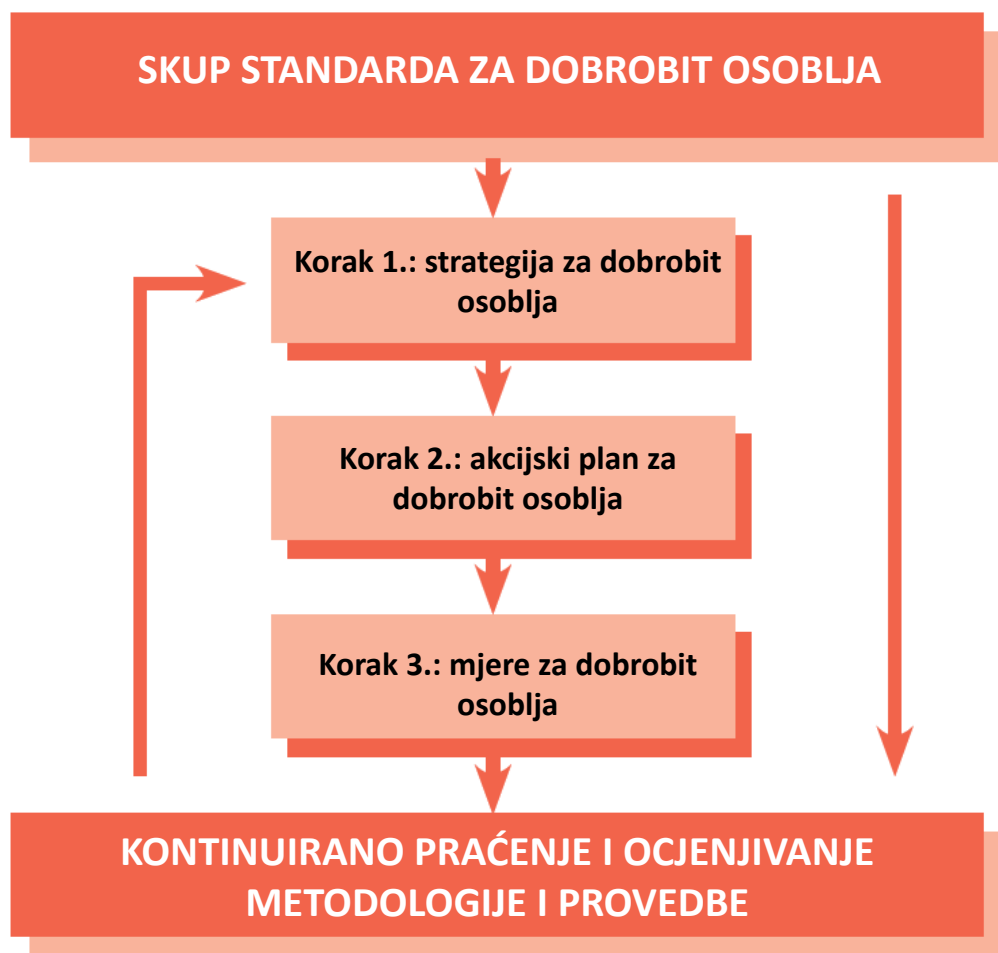 SKUP STANDARDA ZA DOBROBIT OSOBLJA
Korak 1.: strategija za dobrobit
osoblja
Korak 2.: akcijski plan za
dobrobit osoblja
Korak 3.: mjere za dobrobit
osoblja
KONTINUIRANO PRAĆENJE I OCJENJIVANJE
METODOLOGIJE I PROVEDBE